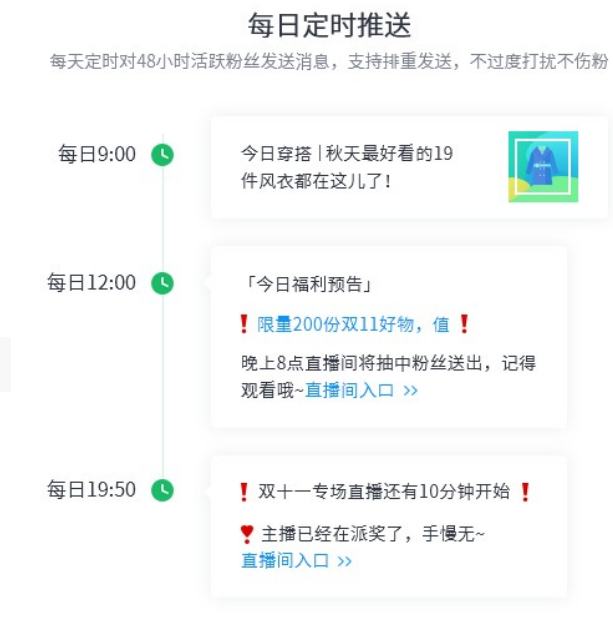 每日定时推送
每天定时对48小时活跃粉丝发送消息，支持排重发送，不过度打扰不伤粉
每日9:00
今日穿搭 | 秋天最好看的19
件风衣都在这儿了！
每日12:00
「今日福利预告」
❗ 限量200份双11好物，值 ❗
晚上8点直播间将抽中粉丝送出，记得
观看哦~直播间入口 >>
每日19:50
❗ 双十一专场直播还有10分钟开始 ❗
❣ 主播已经在派奖了，手慢无~
直播间入口 >>